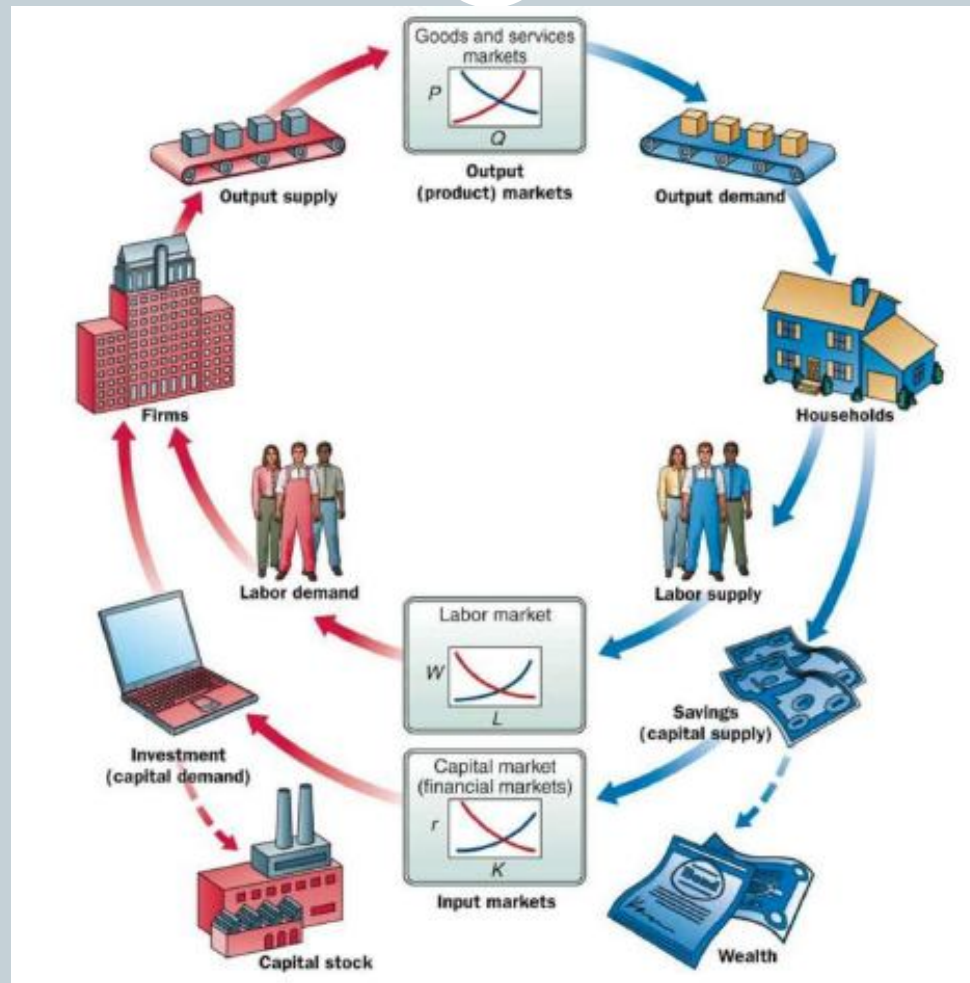 Goods and services
markets
P
Q
Output
(product) markets
Output supply
Output demand
Firms
Households
Labor demand
Labor supply
Labor market
W
L
Investment
(capital demand)
Savings
(capital supply)
Capital market
(financial markets)
r
K
Input markets
Capital stock
Bond
Wealth